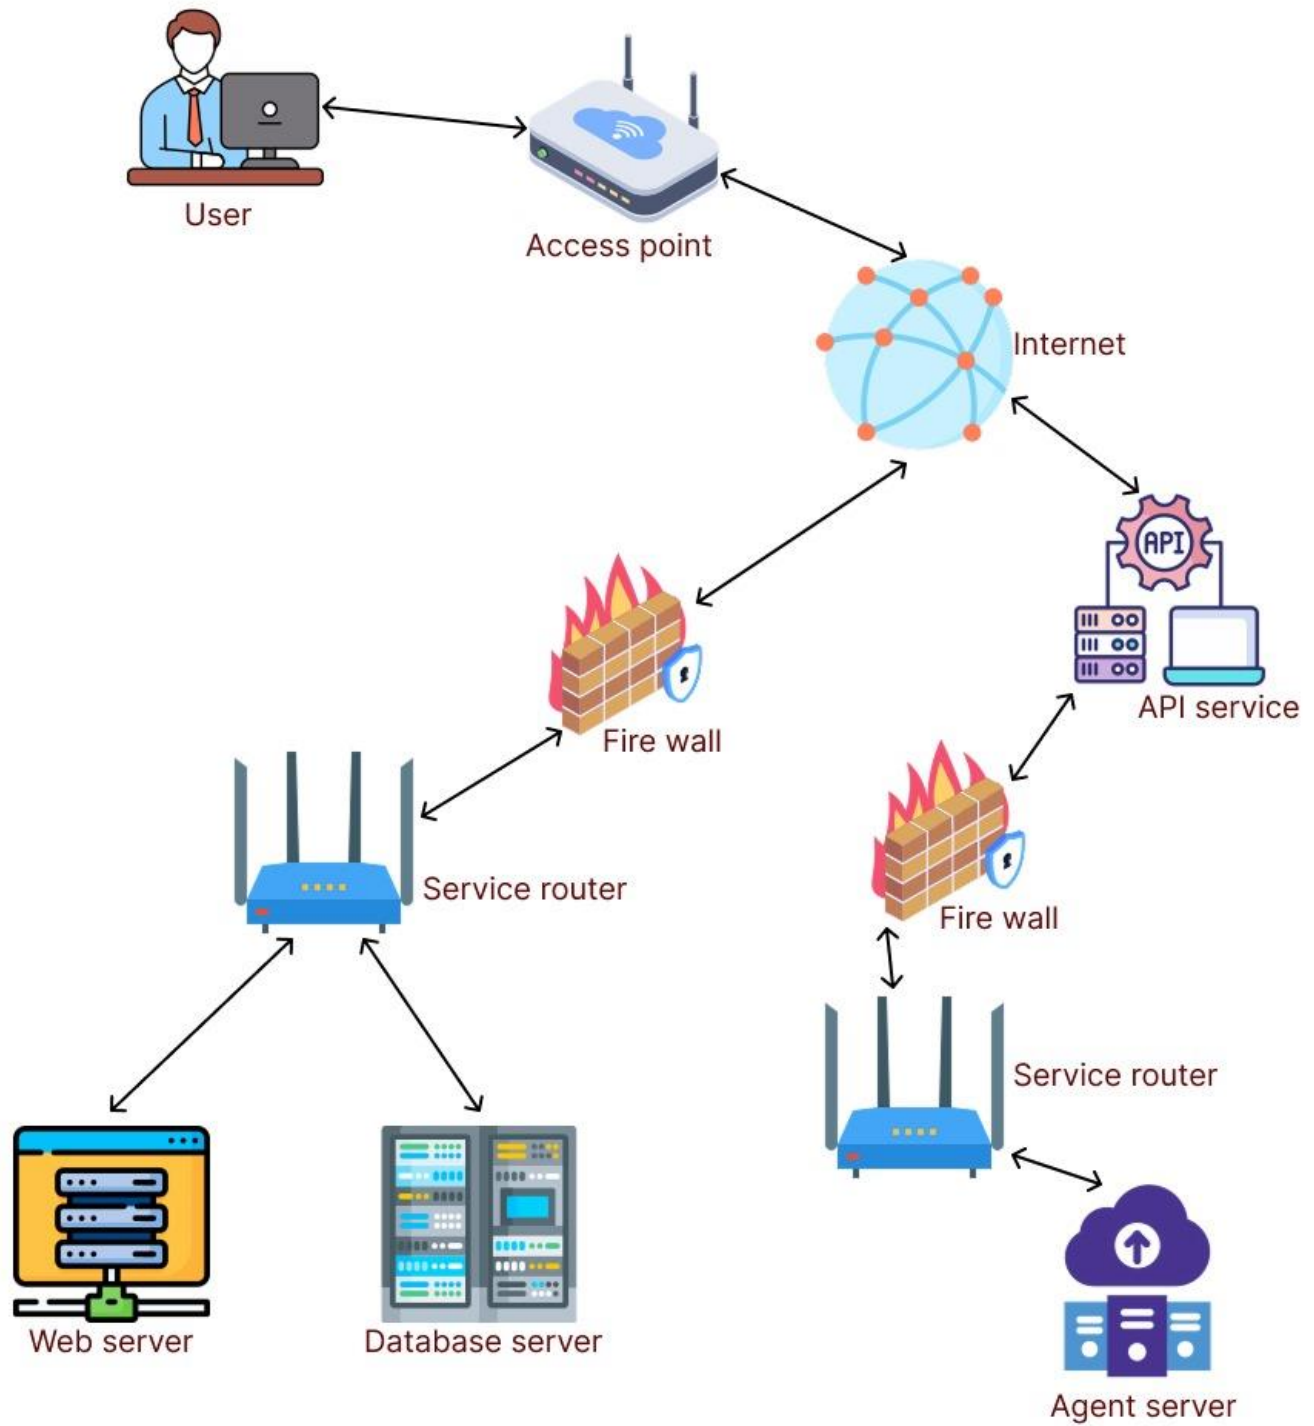 User
Access point
Internet
API
API service
Fire wall
Fire wall
Service router
Service router
Web server
Database server
Agent server